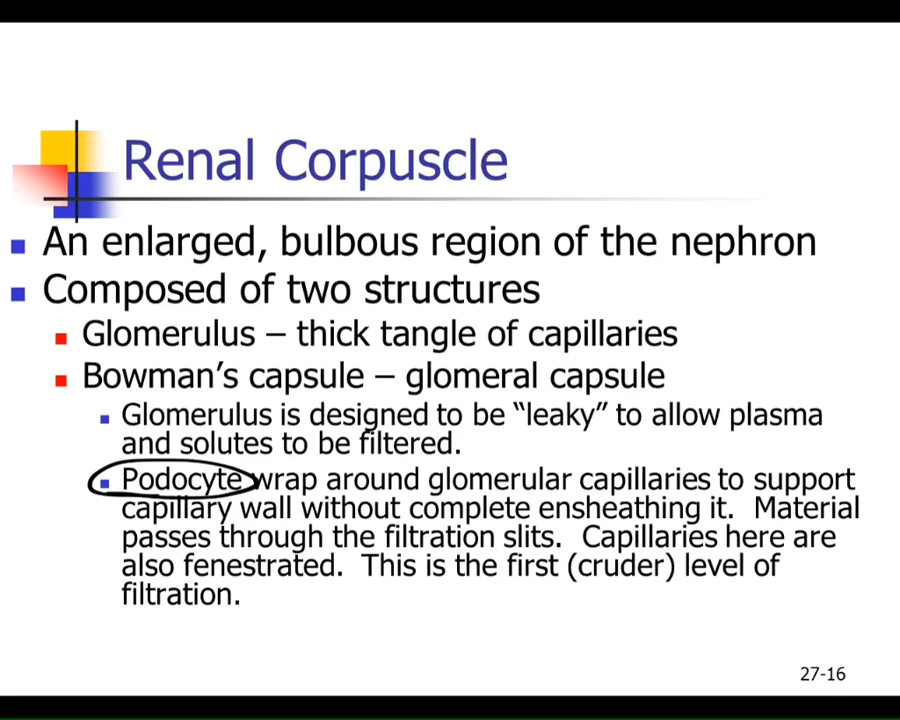 Renal Corpuscle
An enlarged, bulbous region of the nephron
Composed of two structures
Glomerulus – thick tangle of capillaries
Bowman’s capsule – glomeral capsule
Glomerulus is designed to be “leaky” to allow plasma
and solutes to be filtered.
Podocyte wrap around glomerular capillaries to support
capillary wall without complete ensheathing it.  Material
passes through the filtration slits.  Capillaries here are
also fenestrated.  This is the first (cruder) level of
filtration.
27-16